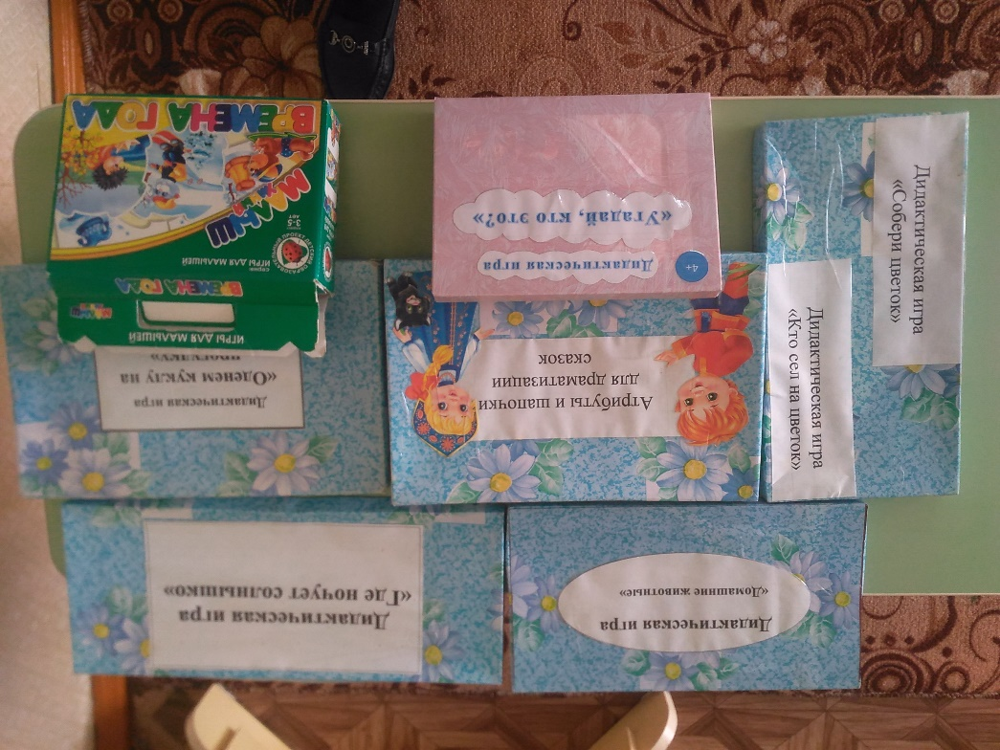 ВРЕМЕНА ГОДА
МАЛЫШ
3-5
лет
серия:
ИГРЫ ДЛЯ МАЛЫШЕЙ
ВРЕМЕНА ГОДА
МАЛЫШ
ИГРЫ ДЛЯ МАЛЫШЕЙ
Дидактическая игра
«Угадай, кто это?»
4+
Дидактическая игра
«Собери цветок»
Дидактическая игра
«Кто сел на цветок»
Дидактическая игра
«Оденем куклу на
прогулку»
Атрибуты и шапочки
для драматизации
сказок
Дидактическая игра
«Где ночует солнышко»
Дидактическая игра
«Домашние животные»